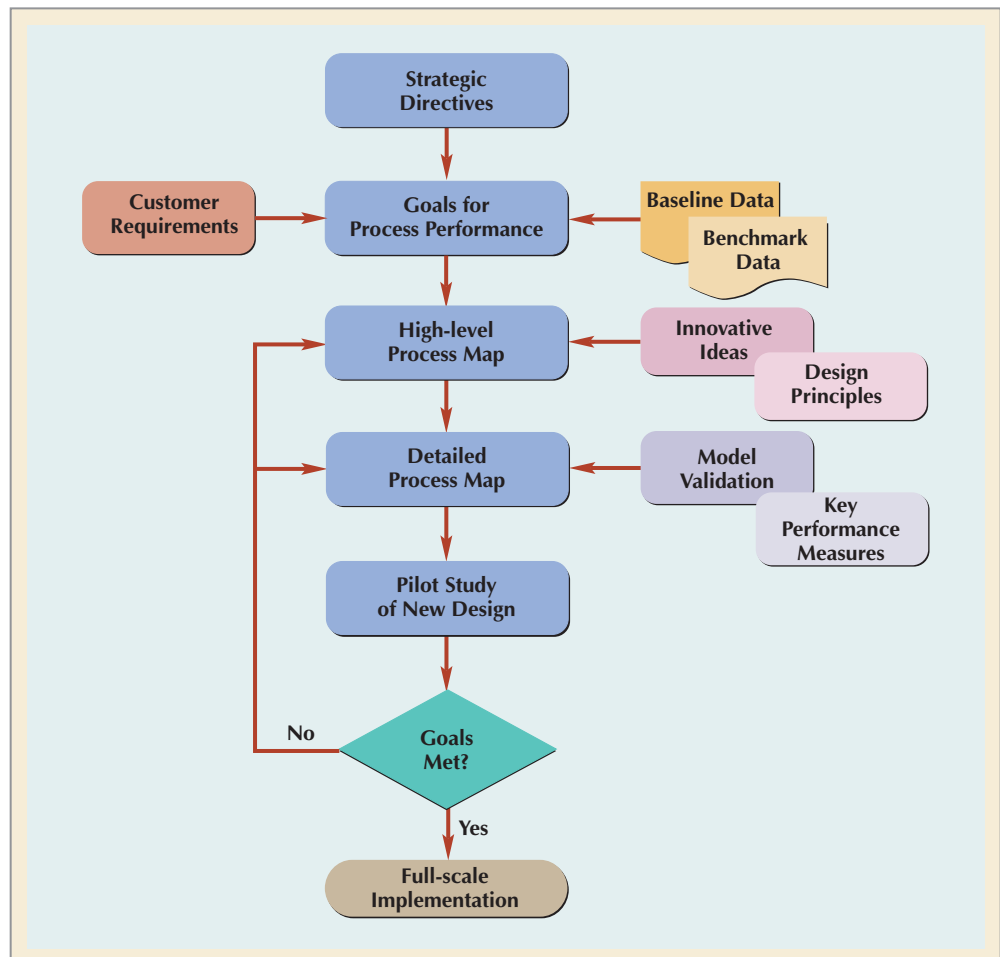 Strategic
Directives
Customer
Requirements
Goals for
Process Performance
Baseline Data
Benchmark
Data
High-level
Process Map
Innovative
Ideas
Design
Principles
Detailed
Process Map
Model
Validation
Key
Performance
Measures
Pilot Study
of New Design
No
Goals
Met?
Yes
Full-scale
Implementation